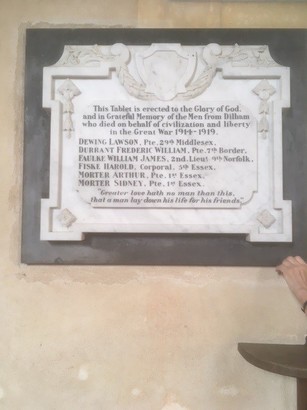 This Tablet is erected to the Glory of God,
and in Grateful Memory of the Men from Dilham
who died on behalf of civilization and liberty
in the Great War 1914-1919.
DEWING LAWSON, Pte. 2nd Middlesex.
DURRANT FREDERIC WILLIAM, Pte. 7th Border.
FAULKE WILLIAM JAMES, 2nd. Lieut 9th Norfolk.
FISKE HAROLD, Corporal, 5th Essex.
MORTER ARTHUR, Pte. 1st Essex.
MORTER SIDNEY, Pte. 1st Essex.
"Greater love hath no man than this,
that a man lay down his life for his friends"